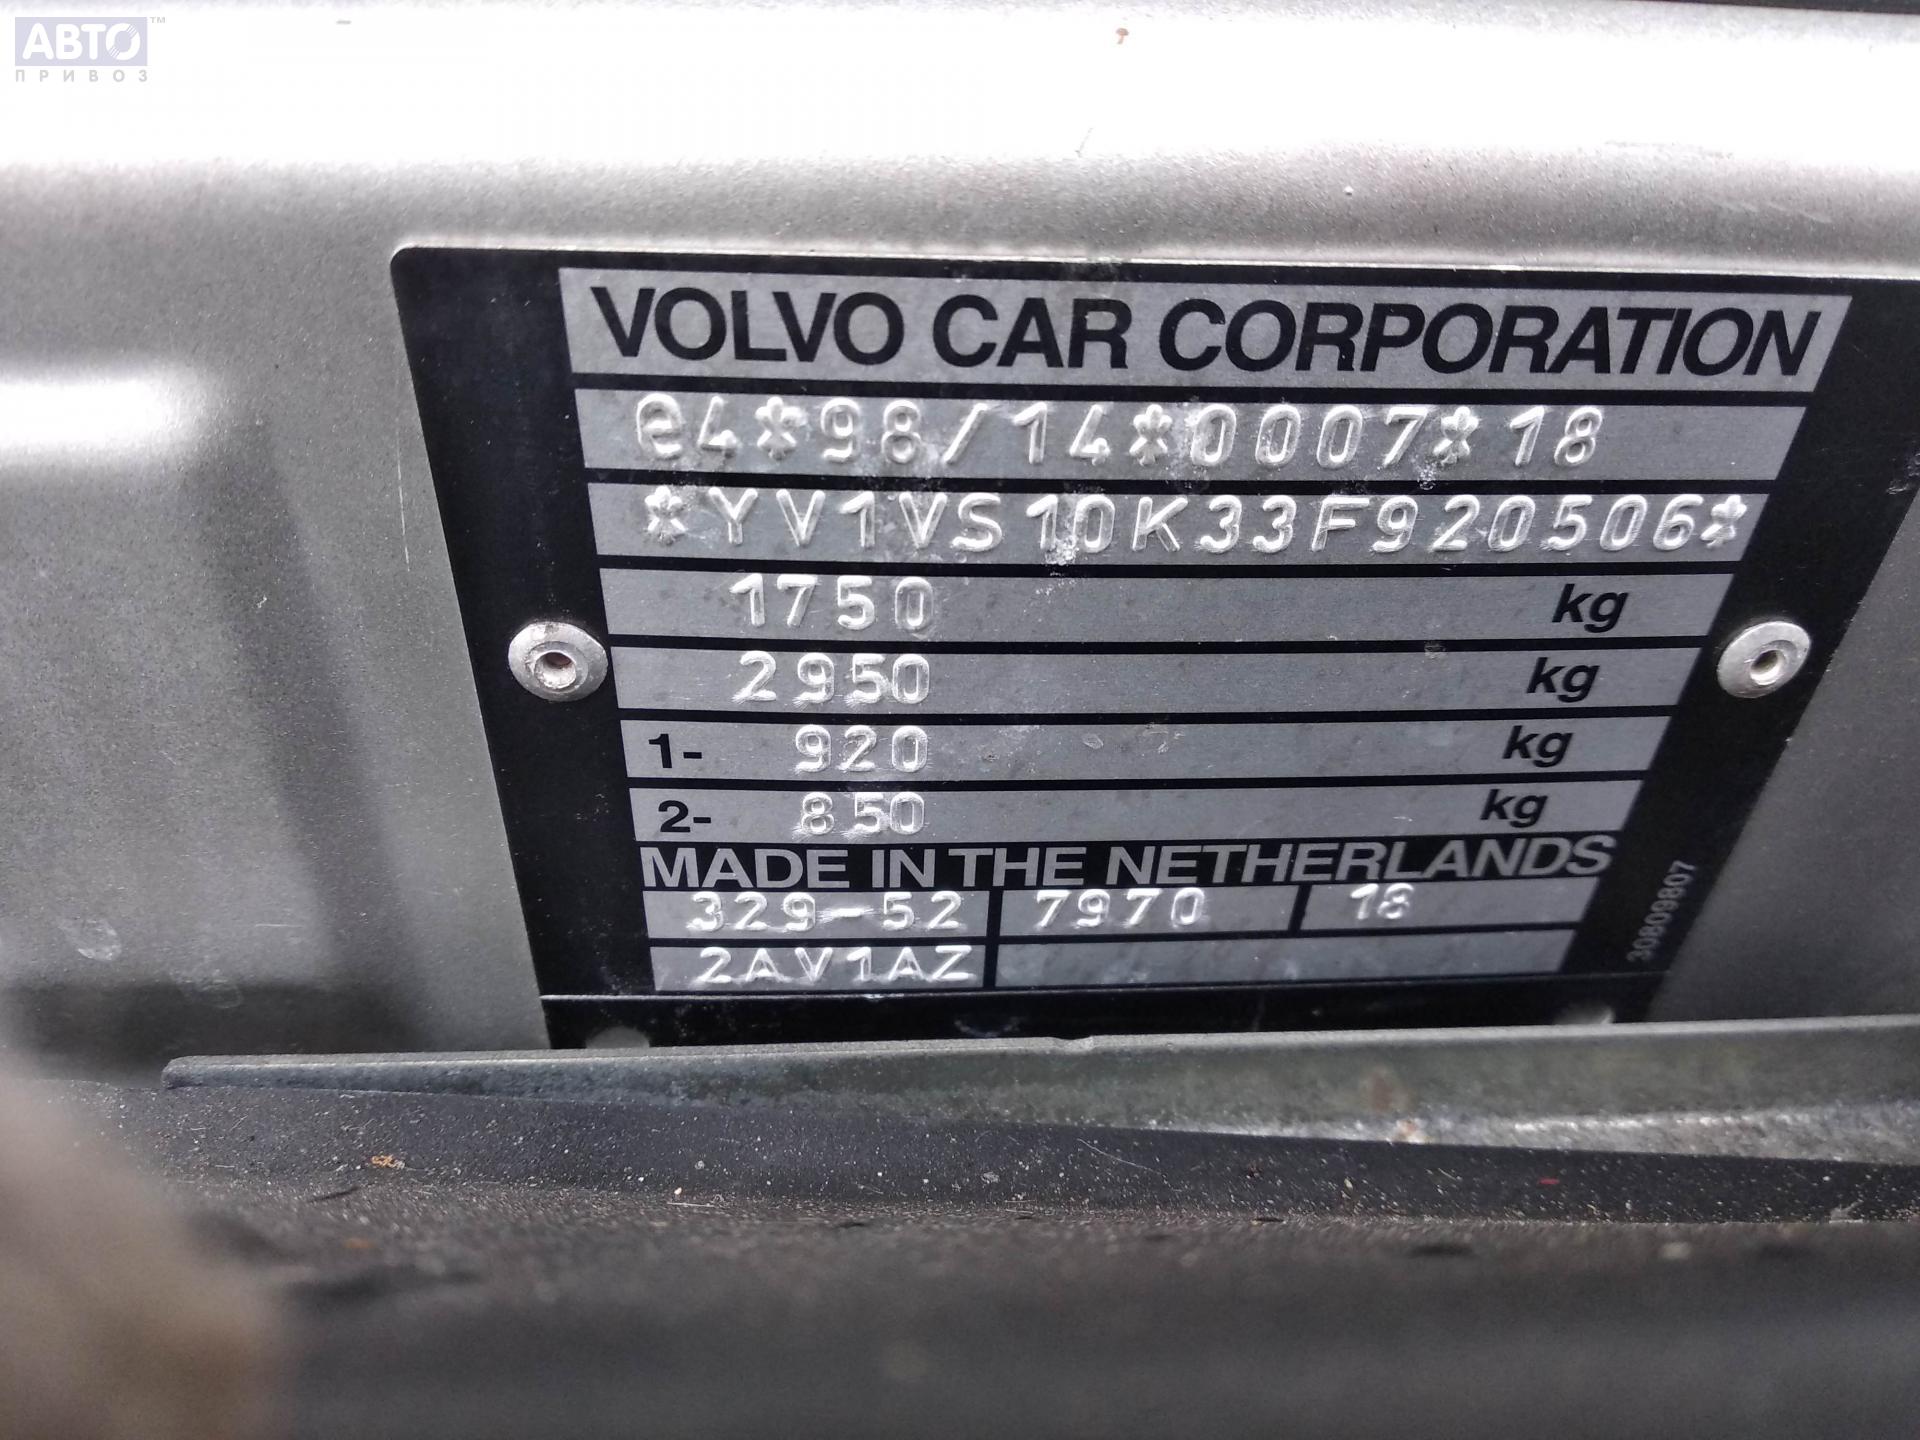 АВТО™
ПРИВОЗ
VOLVO CAR CORPORATION
e4*98/14*0007*18
*YV1VS10K33F920506*
1750 kg
2950 kg
1- 920 kg
2- 850 kg
MADE IN THE NETHERLANDS
329-52 7970 18
2AV1AZ
30809807